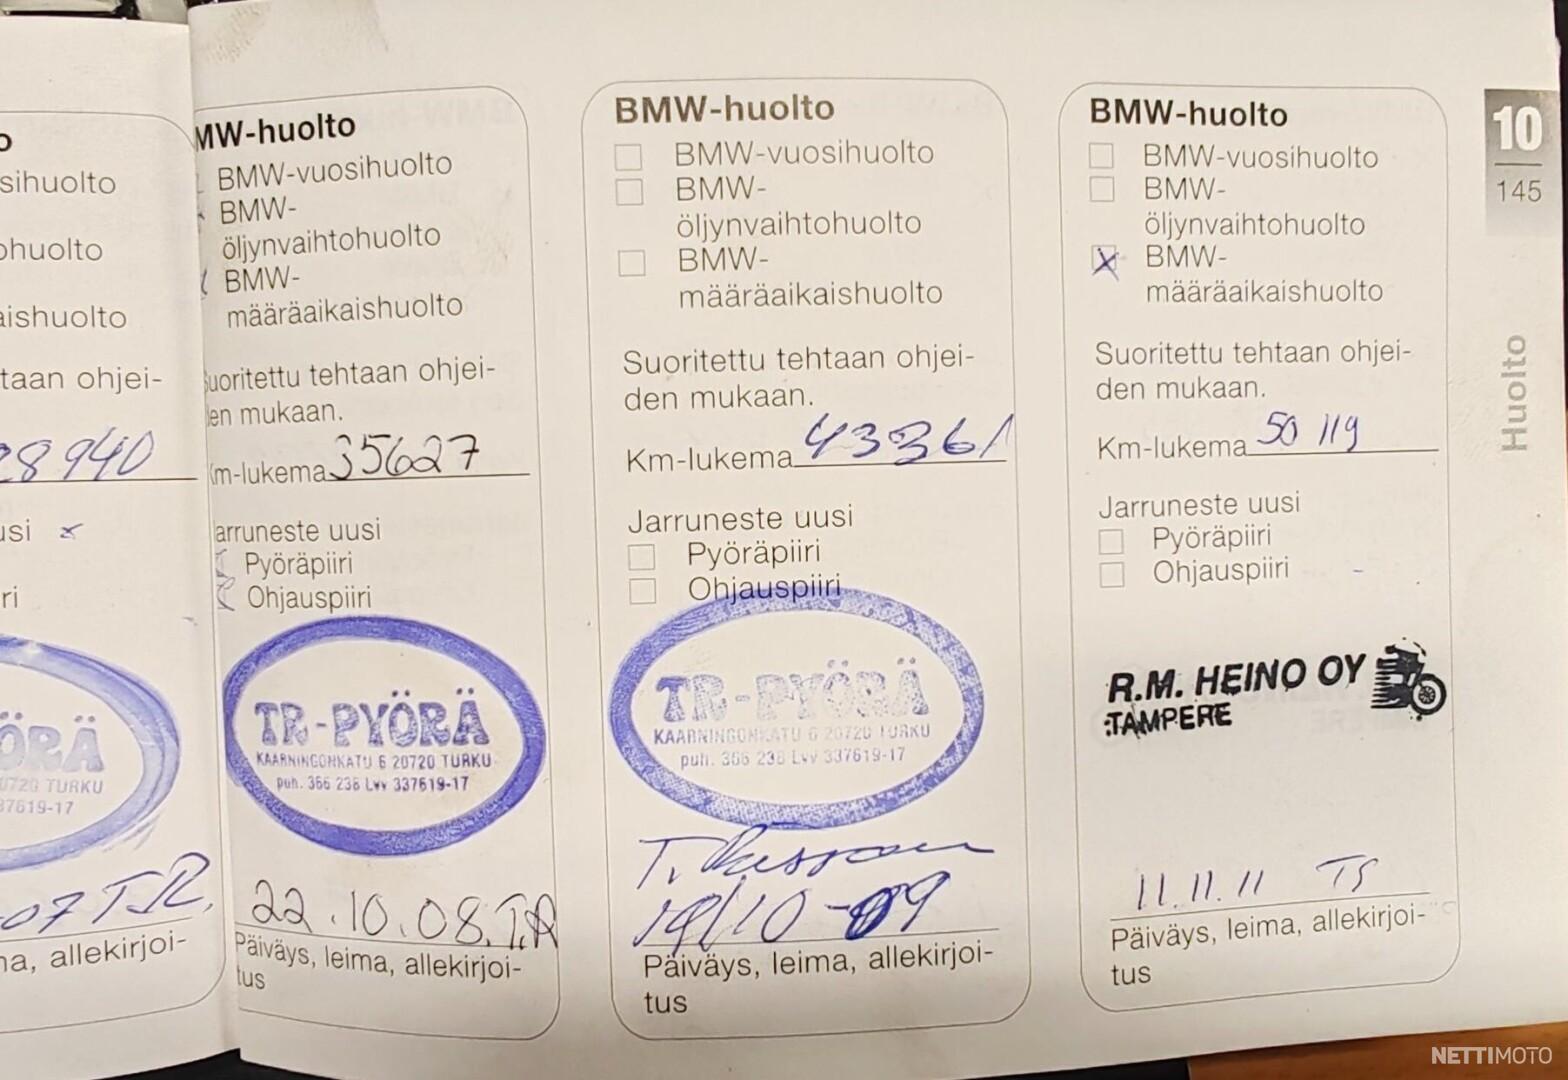 o
sihuolto
ohuolto
aishuolto
taan ohjei-
28940
usi x
ri
ÖRÄ
0720 TURKU
37619-17
07 T.R.
na, allekirjoi-
MW-huolto
BMW-vuosihuolto
BMW-
öljynvaihtohuolto
BMW-
määräaikaishuolto
Suoritettu tehtaan ohjei-
den mukaan.
Km-lukema 35627
Jarruneste uusi
Pyöräpiiri
Ohjauspiiri
TR-PYÖRÄ
KAARNINGONKATU 6 20720 TURKU
puh. 366 238 Lvv 337619-17
22.10.08. T.R
Päiväys, leima, allekirjoi-
tus
BMW-huolto
BMW-vuosihuolto
BMW-
öljynvaihtohuolto
BMW-
määräaikaishuolto
Suoritettu tehtaan ohjei-
den mukaan.
Km-lukema 43361
Jarruneste uusi
Pyöräpiiri
Ohjauspiiri
TR-PYÖRÄ
KAARNINGONKATU 6 20720 TURKU
puh. 366 238 Lvv 337619-17
T.
19/10-09
Päiväys, leima, allekirjoi-
tus
BMW-huolto
BMW-vuosihuolto
BMW-
öljynvaihtohuolto
x BMW-
määräaikaishuolto
Suoritettu tehtaan ohjei-
den mukaan.
Km-lukema 50 119
Jarruneste uusi
Pyöräpiiri
Ohjauspiiri
R.M. HEINO OY
TAMPERE
11.11.11 TS
Päiväys, leima, allekirjoi-
tus
10
145
Huolto
NETTIMOTO